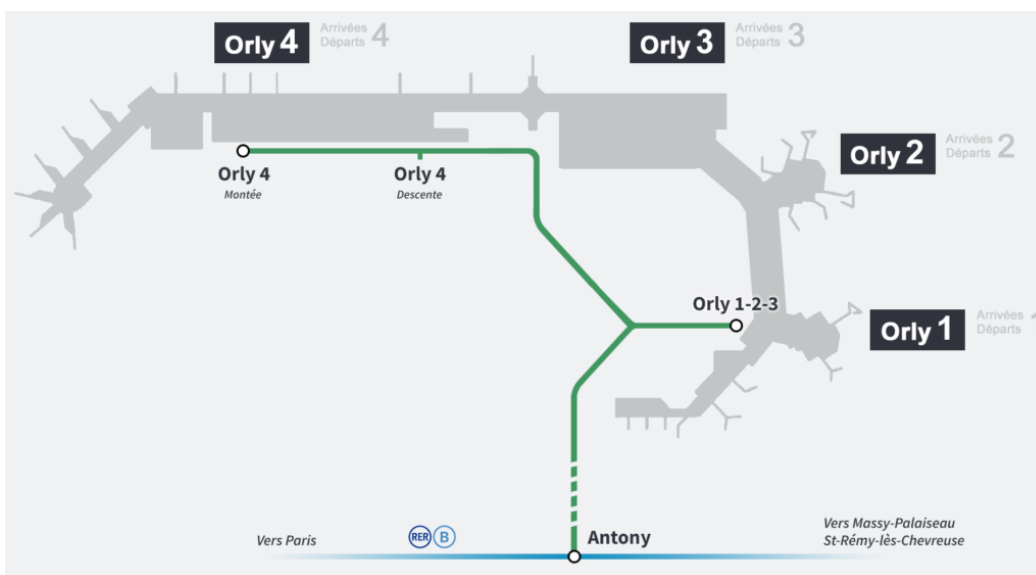 Orly 4
Arrivées
Départs 4
Orly 3
Arrivées
Départs 3
Orly 2
Arrivées
Départs 2
Orly 4
Montée
Orly 4
Descente
Orly 1-2-3
Orly 1
Arrivées
Départs 1
Vers Paris
RER B
Antony
Vers Massy-Palaiseau
St-Rémy-lès-Chevreuse